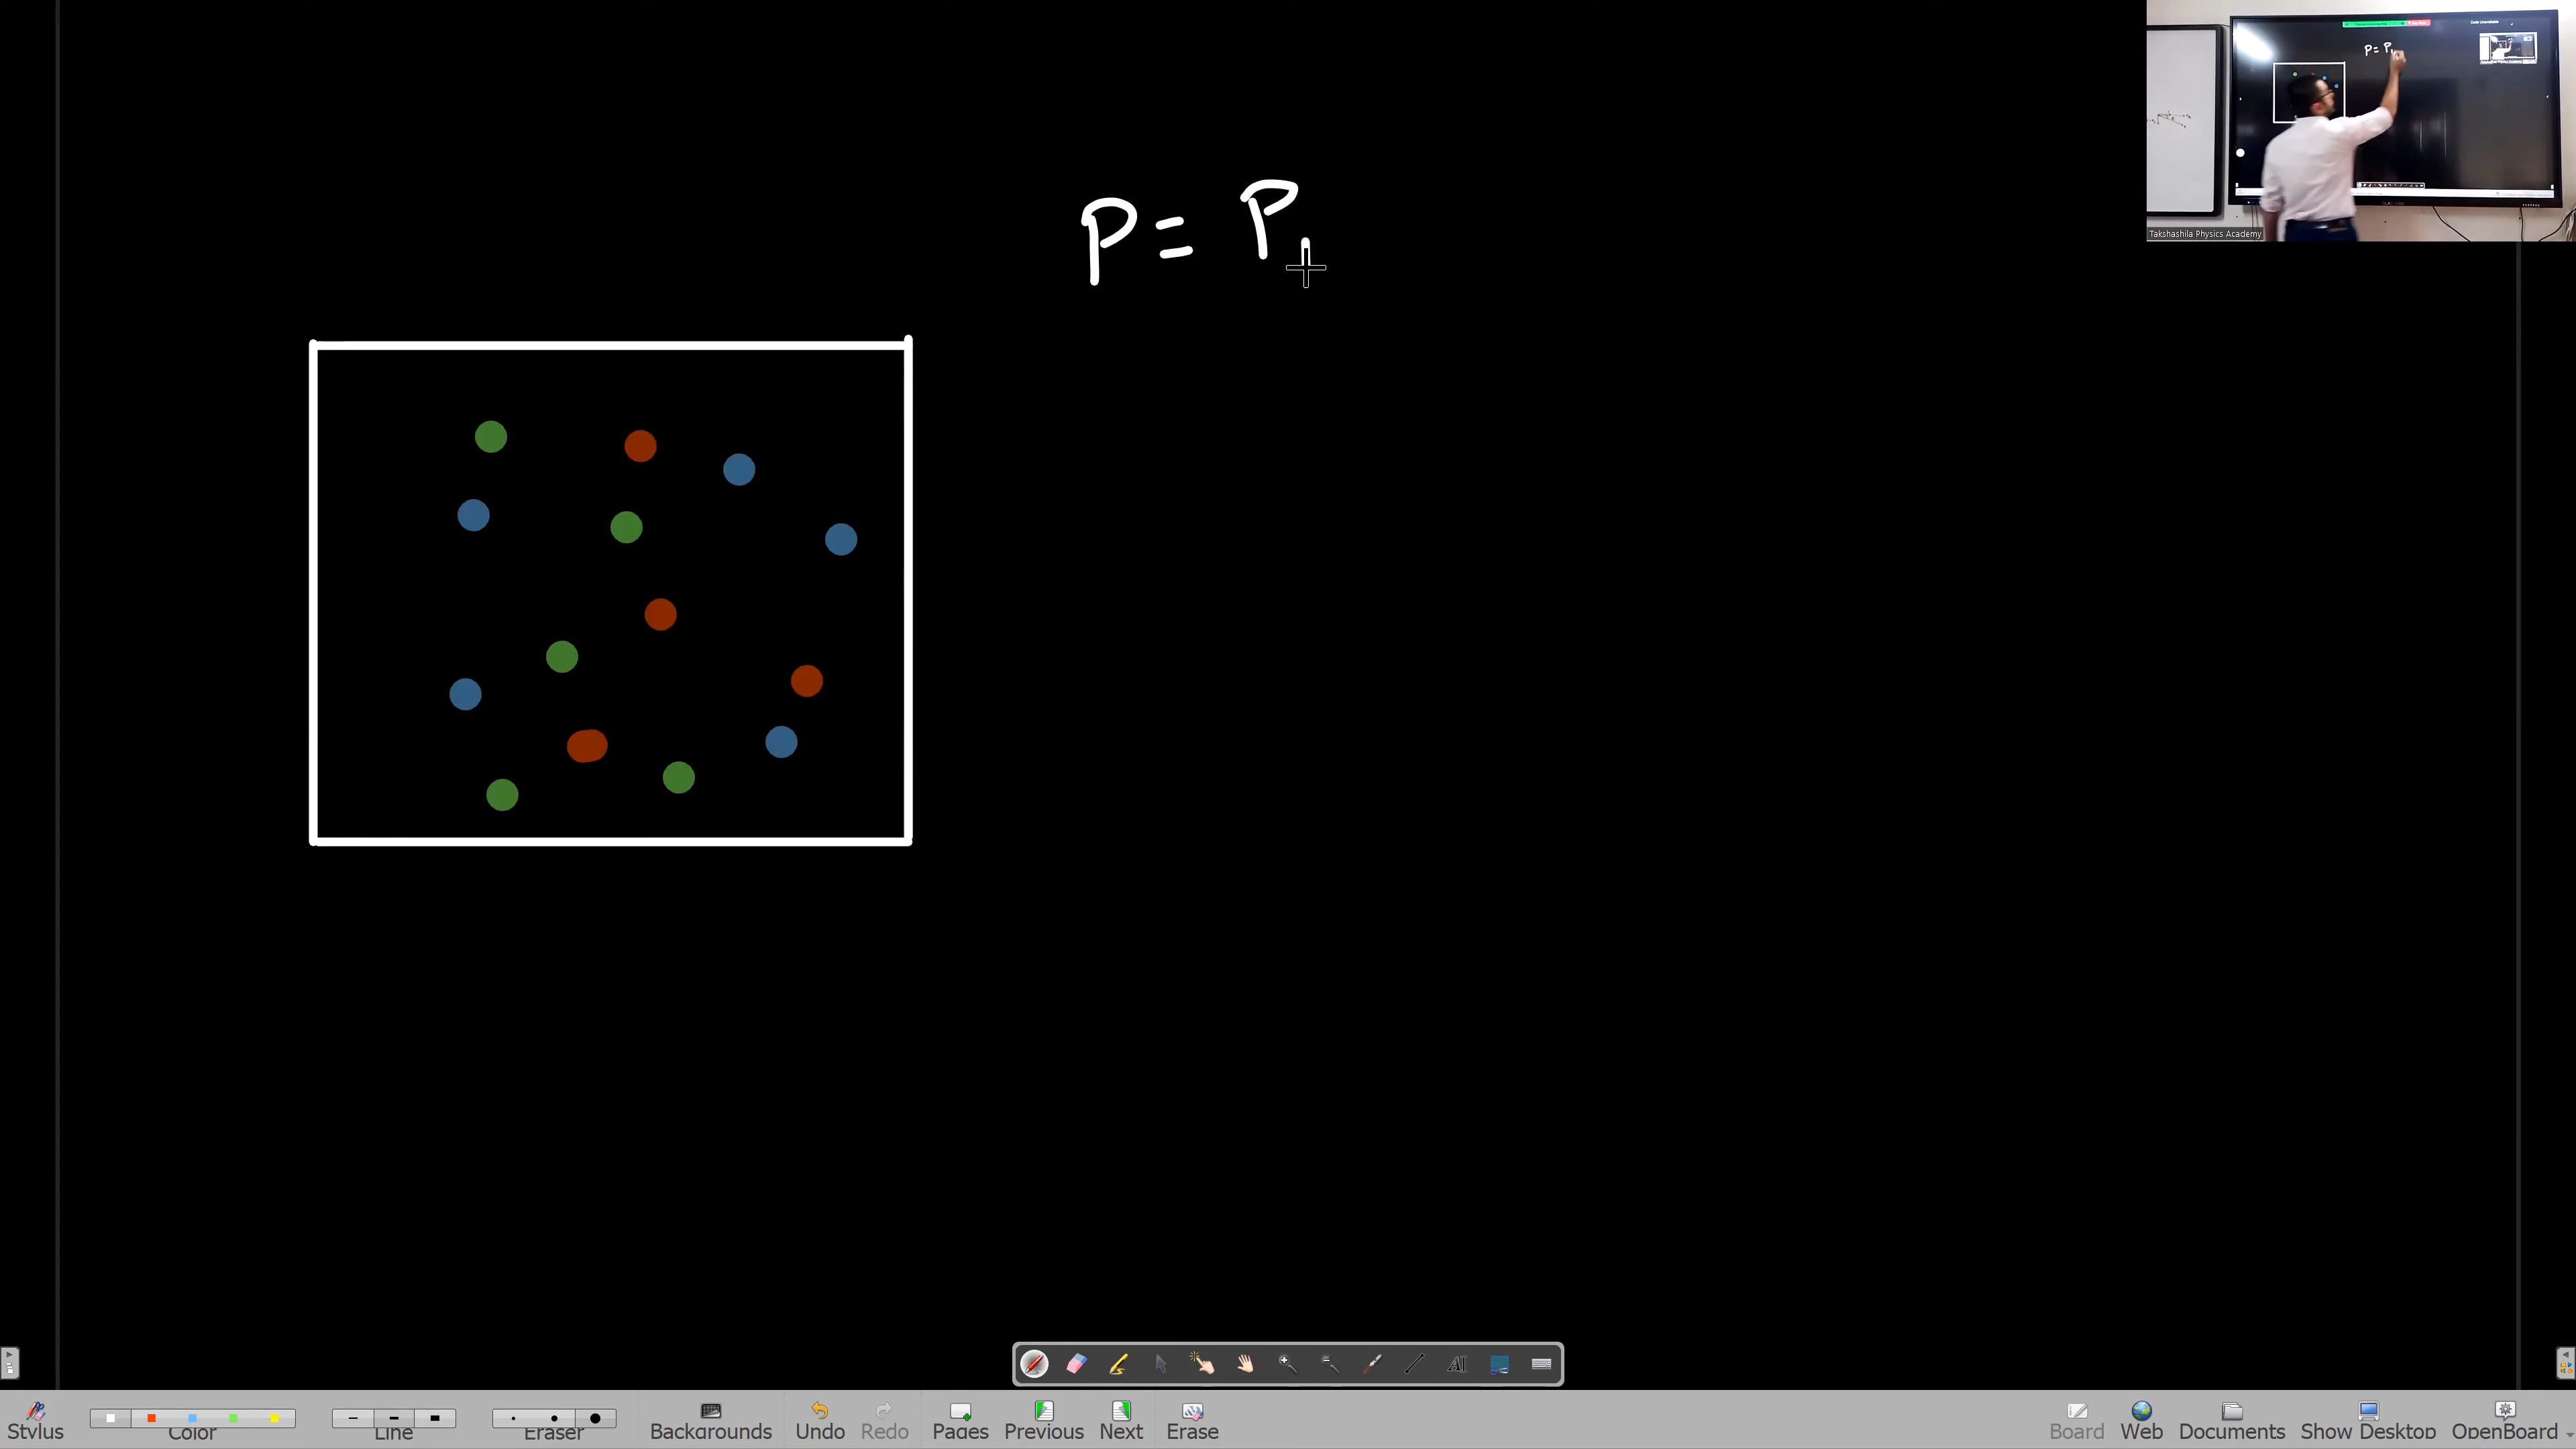 P = P₁
Takshashila Physics Academy
Stylus Color Line Eraser Backgrounds Undo Redo Pages Previous Next Erase Board Web Documents Show Desktop OpenBoard